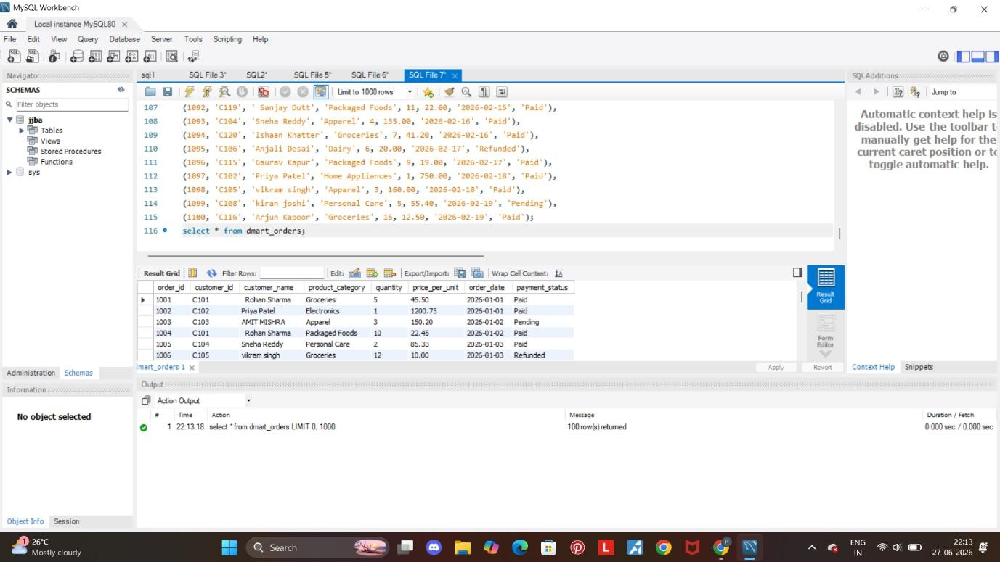 MySQL Workbench
Local instance MySQL80
File Edit View Query Database Server Tools Scripting Help
Navigator
SCHEMAS
Filter objects
jjba
Tables
Views
Stored Procedures
Functions
sys
Administration Schemas
Information
No object selected
Object Info Session
sql1 SQL File 3* SQL2* SQL File 5* SQL File 6* SQL File 7*
Limit to 1000 rows
107 (1092, 'C119', ' Sanjay Dutt', 'Packaged Foods', 11, 22.00, '2026-02-15', 'Paid'),
108 (1093, 'C104', 'Sneha Reddy', 'Apparel', 4, 135.00, '2026-02-16', 'Paid'),
109 (1094, 'C120', 'Ishaan Khatter', 'Groceries', 7, 41.20, '2026-02-16', 'Paid'),
110 (1095, 'C106', 'Anjali Desai', 'Dairy', 6, 20.00, '2026-02-17', 'Refunded'),
111 (1096, 'C115', 'Gaurav Kapur', 'Packaged Foods', 9, 19.00, '2026-02-17', 'Paid'),
112 (1097, 'C102', 'Priya Patel', 'Home Appliances', 1, 750.00, '2026-02-18', 'Paid'),
113 (1098, 'C105', 'vikram singh', 'Apparel', 3, 160.00, '2026-02-18', 'Paid'),
114 (1099, 'C108', 'kiran joshi', 'Personal Care', 5, 55.40, '2026-02-19', 'Pending'),
115 (1100, 'C116', 'Arjun Kapoor', 'Groceries', 16, 12.50, '2026-02-19', 'Paid');
116 select * from dmart_orders;
Result Grid Filter Rows: Edit: Export/Import: Wrap Cell Content:
order_id customer_id customer_name product_category quantity price_per_unit order_date payment_status
1001 C101 Rohan Sharma Groceries 5 45.50 2026-01-01 Paid
1002 C102 Priya Patel Electronics 1 1200.75 2026-01-01 Paid
1003 C103 AMIT MISHRA Apparel 3 150.20 2026-01-02 Pending
1004 C101 Rohan Sharma Packaged Foods 10 22.45 2026-01-02 Paid
1005 C104 Sneha Reddy Personal Care 2 85.33 2026-01-03 Paid
1006 C105 vikram singh Groceries 12 10.00 2026-01-03 Refunded
Result Grid
Form Editor
lmart_orders 1 Apply Revert
Output
Action Output
# Time Action Message Duration / Fetch
1 22:13:18 select * from dmart_orders LIMIT 0, 1000 100 row(s) returned 0.000 sec / 0.000 sec
SQLAdditions
Jump to
Automatic context help is
disabled. Use the toolbar t
manually get help for the
current caret position or to
toggle automatic help.
Context Help Snippets
1
26°C
Mostly cloudy
Search
L
P
ENG
IN
22:13
27-06-2026